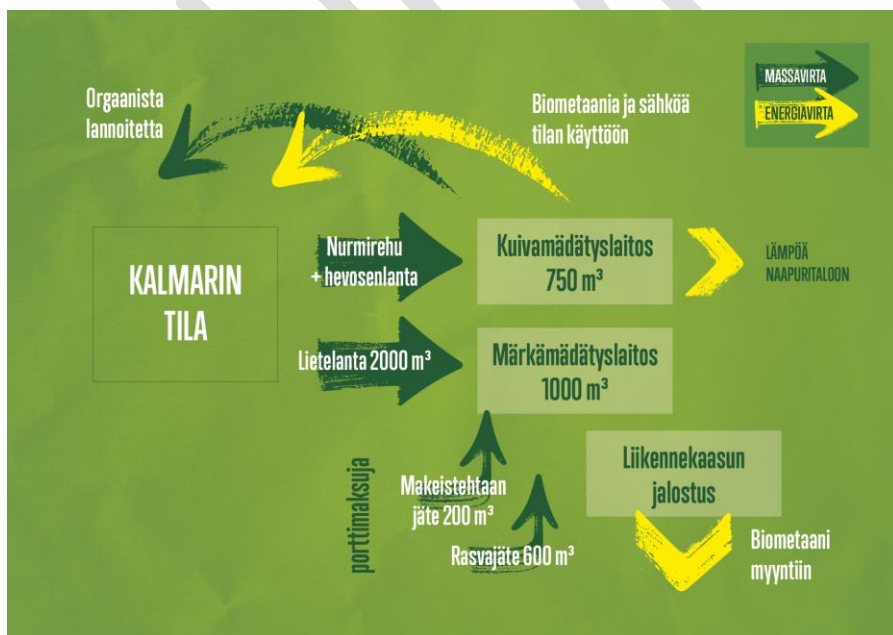 Orgaanista
lannoitetta
Biometaania ja sähköä
tilan käyttöön
MASSAVIRTA
ENERGIAVIRTA
KALMARIN
TILA
Nurmirehu
+ hevosenlanta
Kuivamädätyslaitos
750 m³
LÄMPÖÄ
NAAPURITALOON
Lietelanta 2000 m³
Märkämädätyslaitos
1000 m³
porttimaksuja
Makeistehtaan
jäte 200 m³
Rasvajäte 600 m³
Liikennekaasun
jalostus
Biometaani
myyntiin